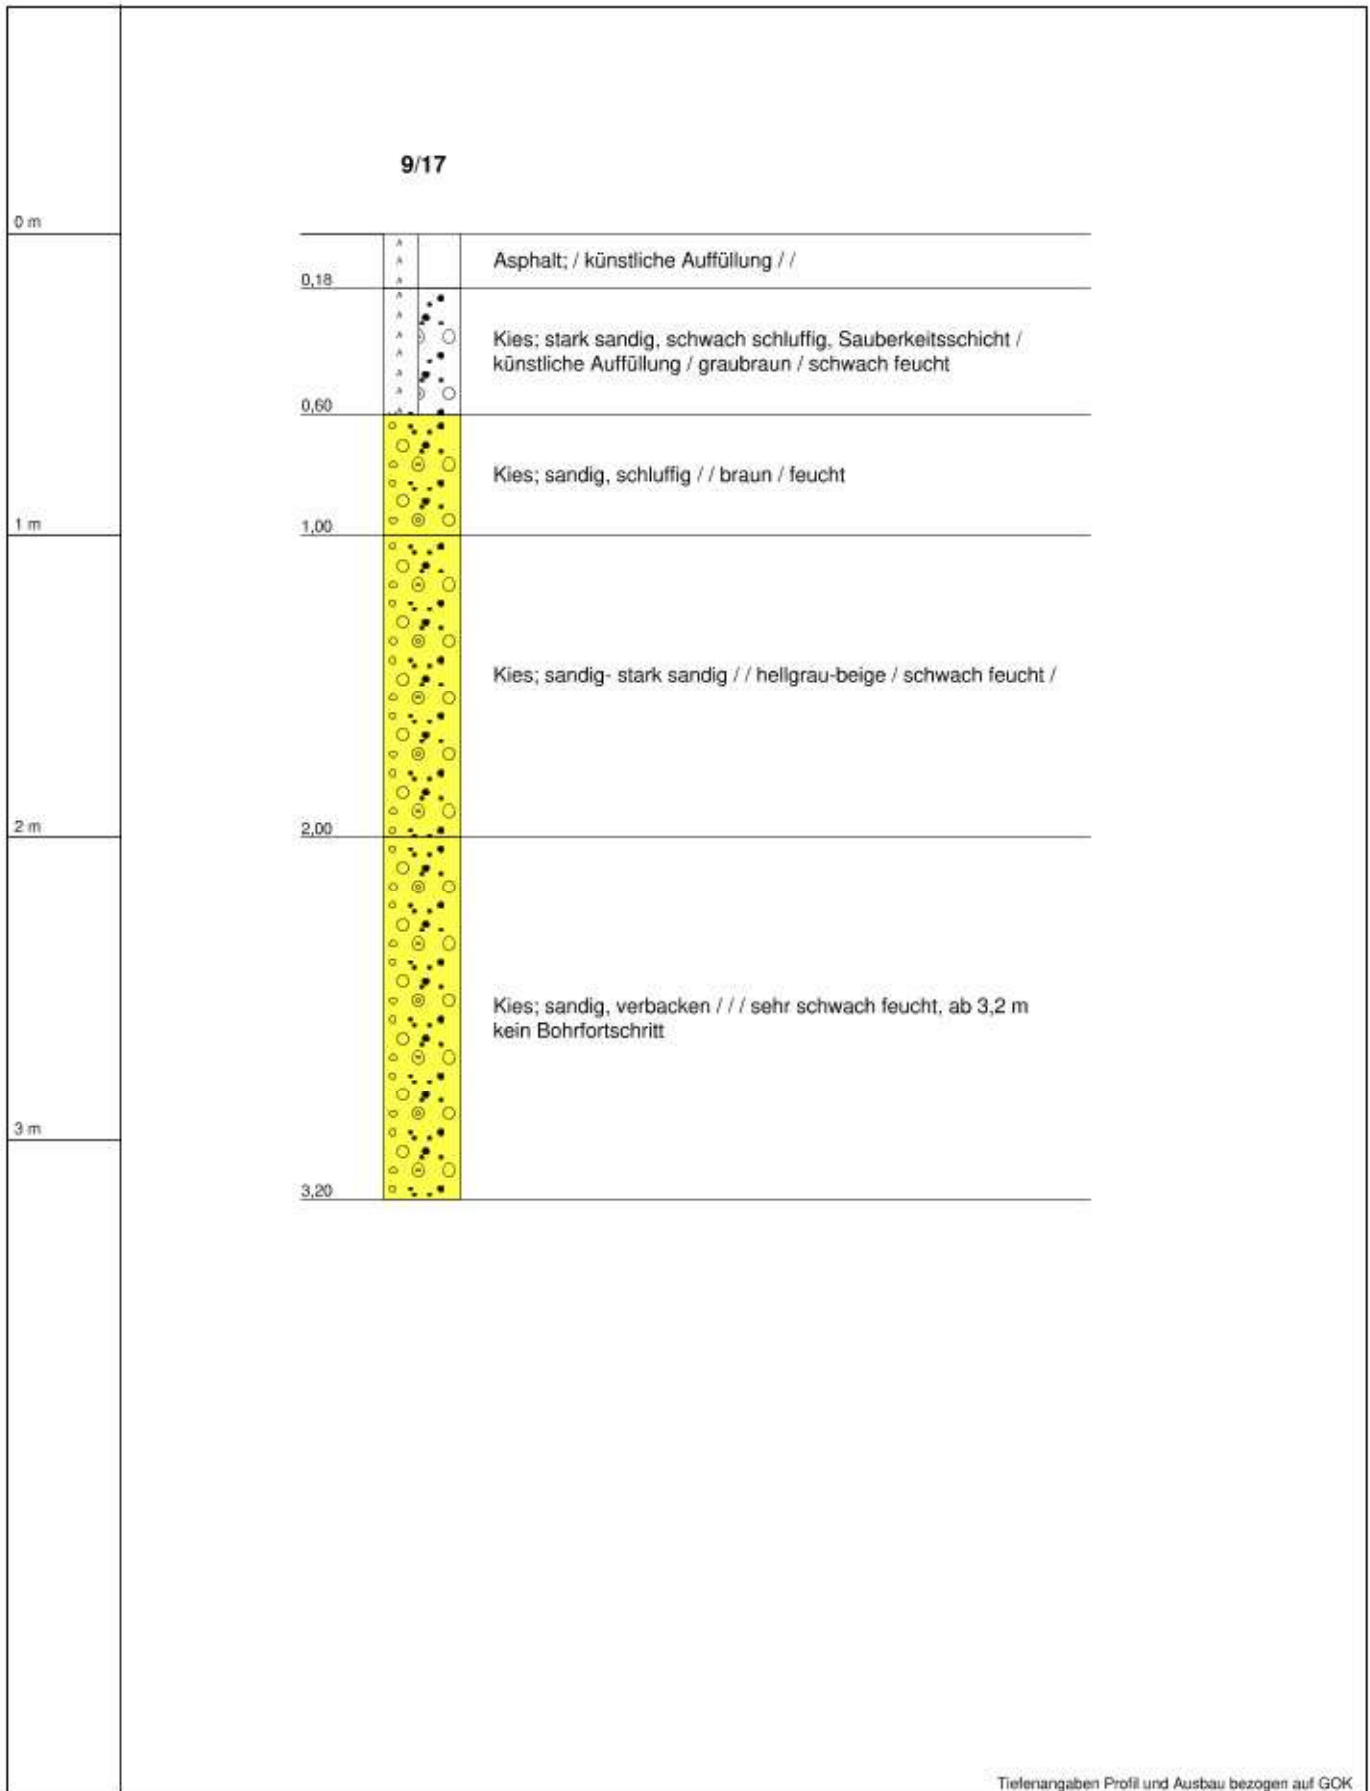 9/17
0 m
Asphalt; / künstliche Auffüllung / /
0,18
Kies; stark sandig, schwach schluffig, Sauberkeitsschicht /
künstliche Auffüllung / graubraun / schwach feucht
0,60
Kies; sandig, schluffig / / braun / feucht
1 m
1,00
Kies; sandig- stark sandig / / hellgrau-beige / schwach feucht /
2 m
2,00
Kies; sandig, verbacken / / / sehr schwach feucht, ab 3,2 m
kein Bohrfortschritt
3 m
3,20
Tiefenangaben Profil und Ausbau bezogen auf GOK